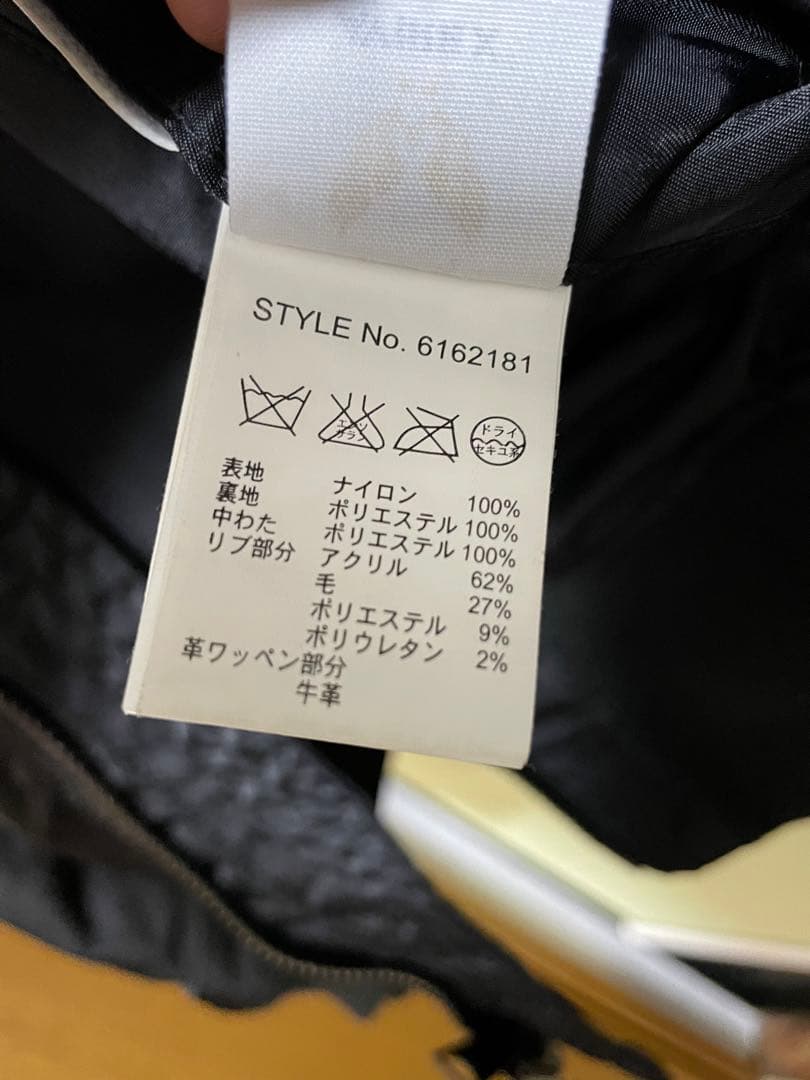 STYLE No. 6162181
エンソ
サラシ
ドライ
セキユ系
表地 ナイロン 100%
裏地 ポリエステル 100%
中わた ポリエステル 100%
リブ部分 アクリル 62%
毛 27%
ポリエステル 9%
ポリウレタン 2%
革ワッペン部分
牛革